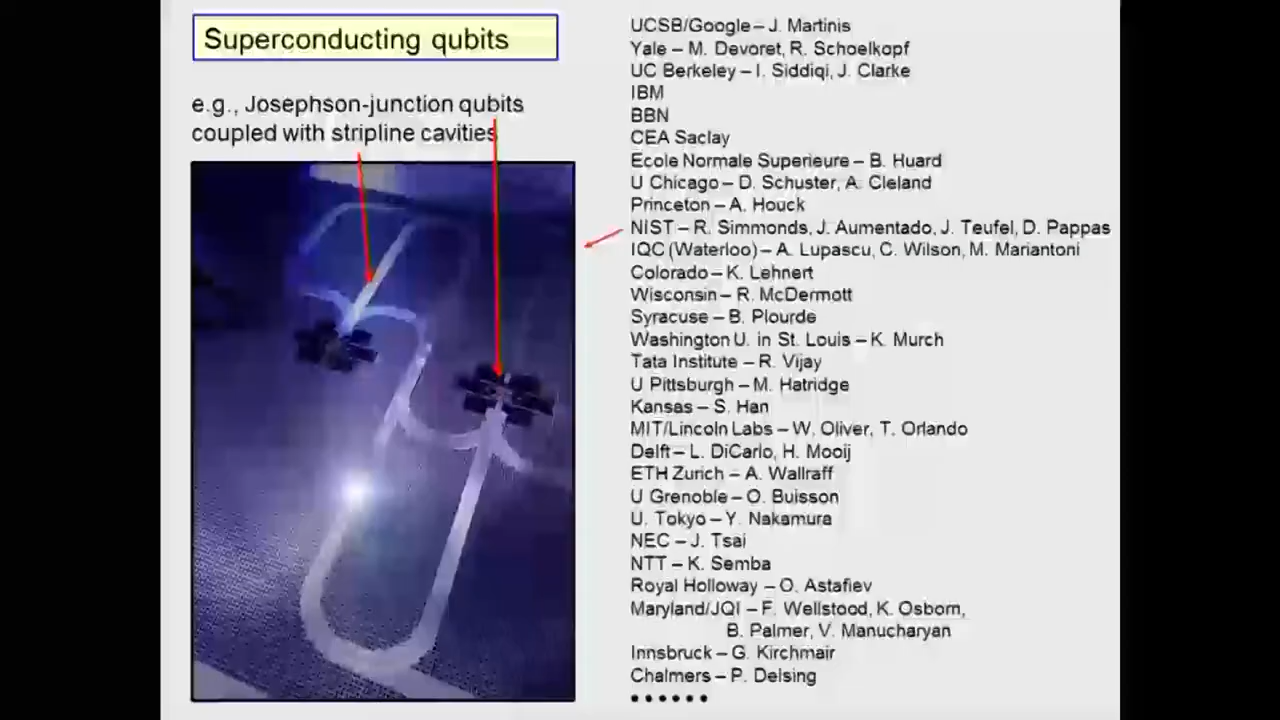 Superconducting qubits
e.g., Josephson-junction qubits
coupled with stripline cavities
UCSB/Google – J. Martinis
Yale – M. Devoret, R. Schoelkopf
UC Berkeley – I. Siddiqi, J. Clarke
IBM
BBN
CEA Saclay
Ecole Normale Superieure – B. Huard
U Chicago – D. Schuster, A. Cleland
Princeton – A. Houck
NIST – R. Simmonds, J. Aumentado, J. Teufel, D. Pappas
IQC (Waterloo) – A. Lupascu, C. Wilson, M. Mariantoni
Colorado – K. Lehnert
Wisconsin – R. McDermott
Syracuse – B. Plourde
Washington U. in St. Louis – K. Murch
Tata Institute – R. Vijay
U Pittsburgh – M. Hatridge
Kansas – S. Han
MIT/Lincoln Labs – W. Oliver, T. Orlando
Delft – L. DiCarlo, H. Mooij
ETH Zurich – A. Wallraff
U Grenoble – O. Buisson
U. Tokyo – Y. Nakamura
NEC – J. Tsai
NTT – K. Semba
Royal Holloway – O. Astafiev
Maryland/JQI – F. Wellstood, K. Osborn,
B. Palmer, V. Manucharyan
Innsbruck – G. Kirchmair
Chalmers – P. Delsing
••••••